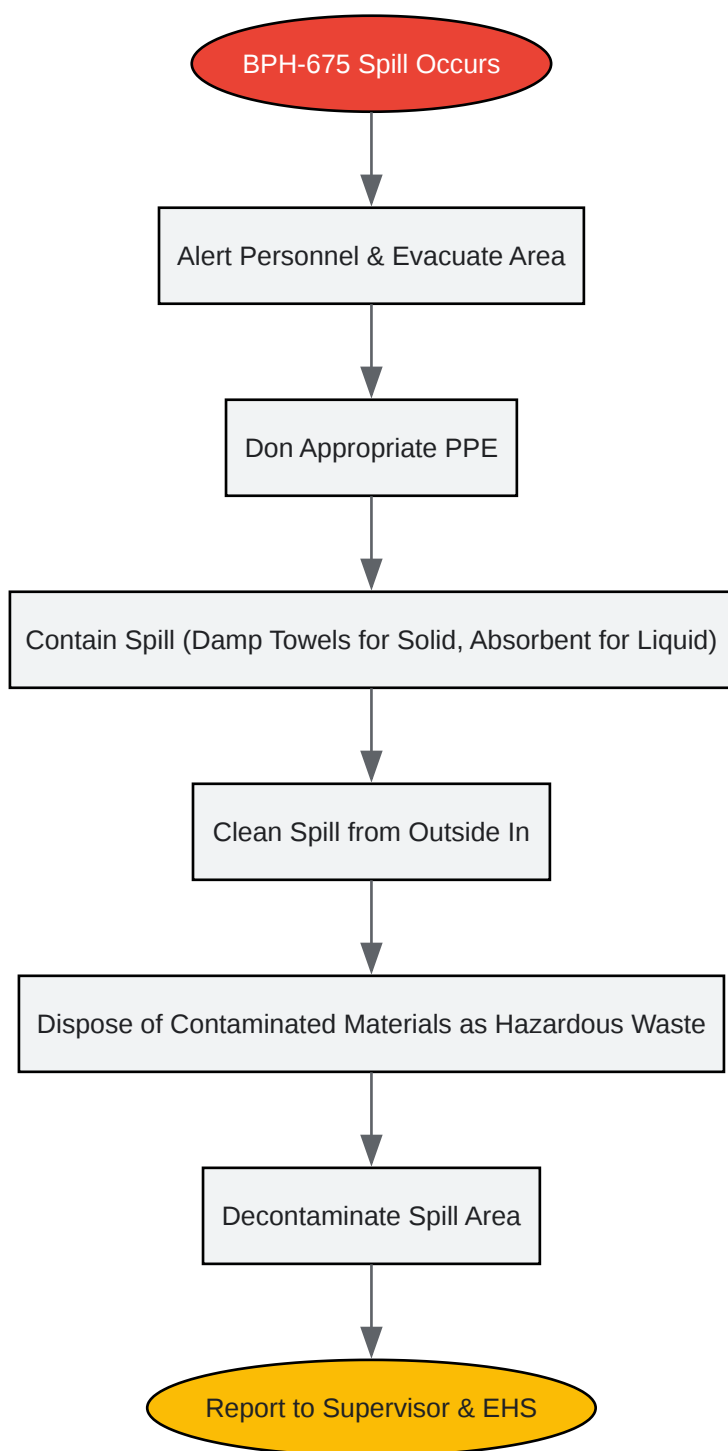 BPH-675 Spill Occurs
Alert Personnel & Evacuate Area
Don Appropriate PPE
Contain Spill (Damp Towels for Solid, Absorbent for Liquid)
Clean Spill from Outside In
Dispose of Contaminated Materials as Hazardous Waste
Decontaminate Spill Area
Report to Supervisor & EHS